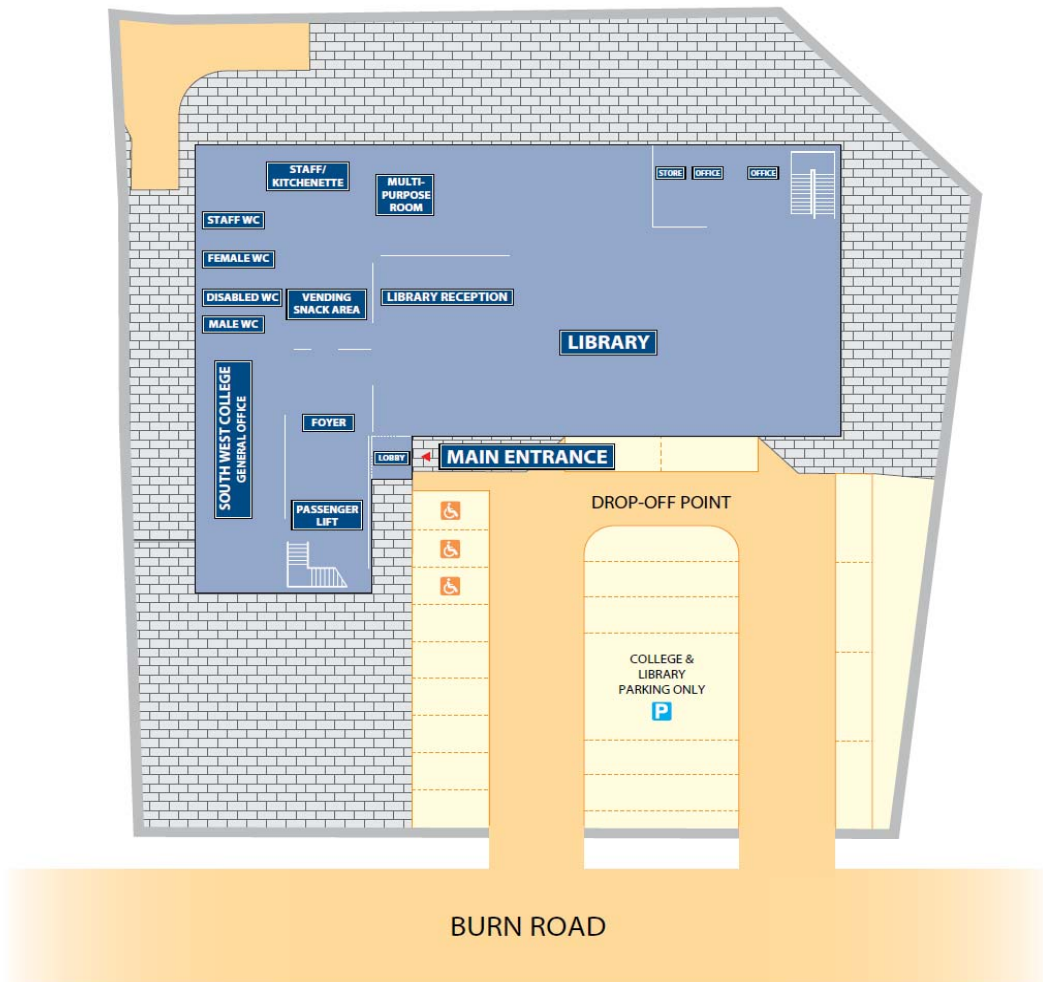 STAFF/
KITCHENETTE
MULTI-
PURPOSE
ROOM
STORE
OFFICE
OFFICE
STAFF WC
FEMALE WC
DISABLED WC
VENDING
SNACK AREA
LIBRARY RECEPTION
MALE WC
LIBRARY
SOUTH WEST COLLEGE
GENERAL OFFICE
FOYER
LOBBY
MAIN ENTRANCE
PASSENGER
LIFT
DROP-OFF POINT
COLLEGE &
LIBRARY
PARKING ONLY
P
BURN ROAD